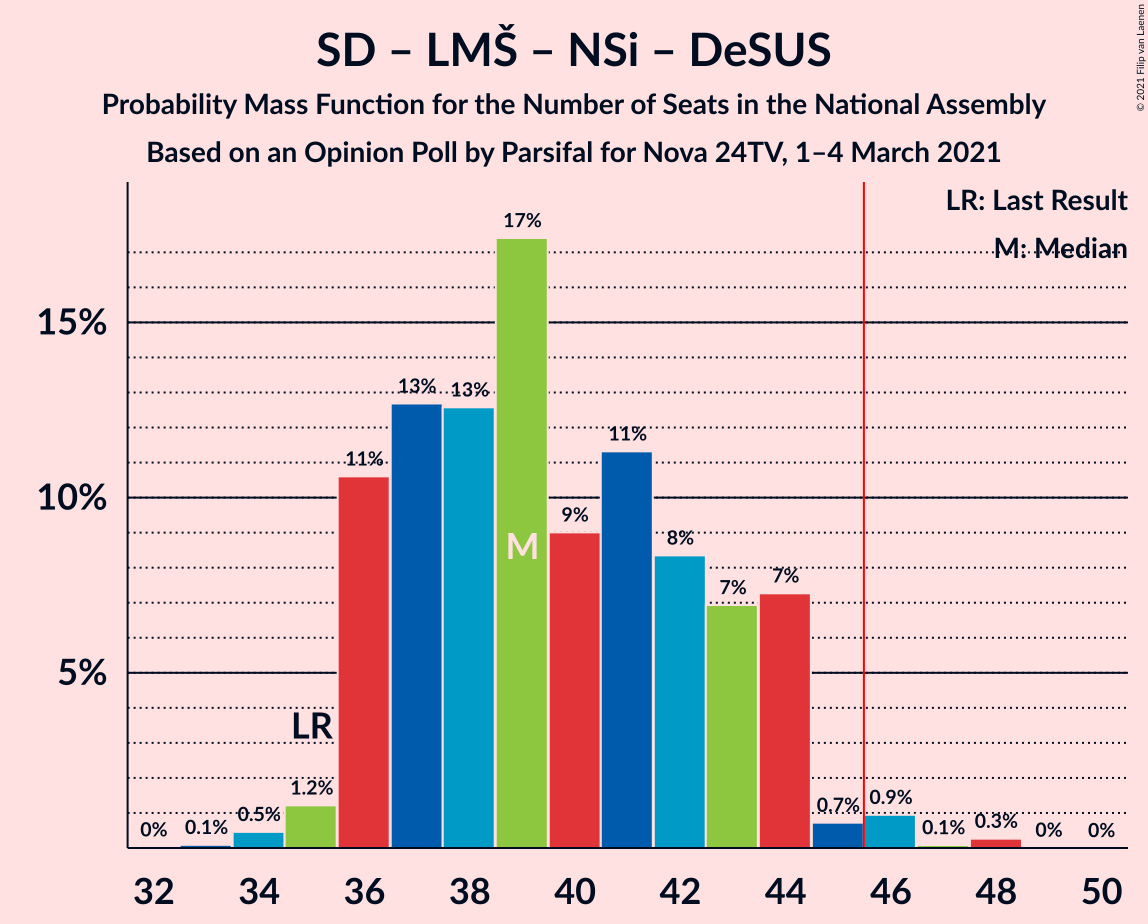 SD – LMŠ – NSi – DeSUS
Probability Mass Function for the Number of Seats in the National Assembly
Based on an Opinion Poll by Parsifal for Nova 24TV, 1–4 March 2021
© 2021 Filip van Laenen
LR: Last Result
M: Median
15%
10%
5%
0%
0.1%
0.5%
1.2%
11%
13%
13%
17%
9%
11%
8%
7%
7%
0.7%
0.9%
0.1%
0.3%
0%
0%
LR
M
32 34 36 38 40 42 44 46 48 50